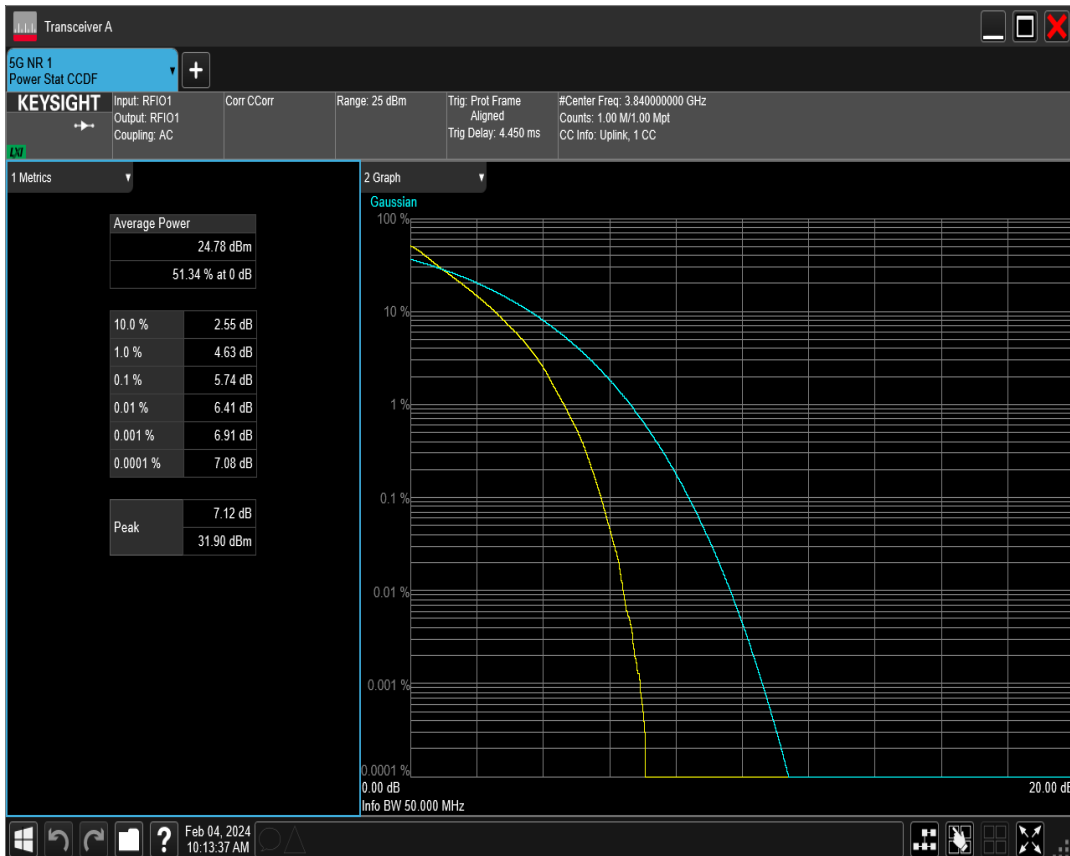 Transceiver A
5G NR 1
Power Stat CCDF
+
KEYSIGHT
LXI
Input: RFIO1
Output: RFIO1
Coupling: AC
Corr CCorr
Range: 25 dBm
Trig: Prot Frame
Aligned
Trig Delay: 4.450 ms
#Center Freq: 3.840000000 GHz
Counts: 1.00 M/1.00 Mpt
CC Info: Uplink, 1 CC
1 Metrics
Average Power
24.78 dBm
51.34 % at 0 dB
10.0 % 2.55 dB
1.0 % 4.63 dB
0.1 % 5.74 dB
0.01 % 6.41 dB
0.001 % 6.91 dB
0.0001 % 7.08 dB
Peak 7.12 dB
31.90 dBm
2 Graph
Gaussian
100 %
10 %
1 %
0.1 %
0.01 %
0.001 %
0.0001 %
0.00 dB 20.00 dB
Info BW 50.000 MHz
?
Feb 04, 2024
10:13:37 AM